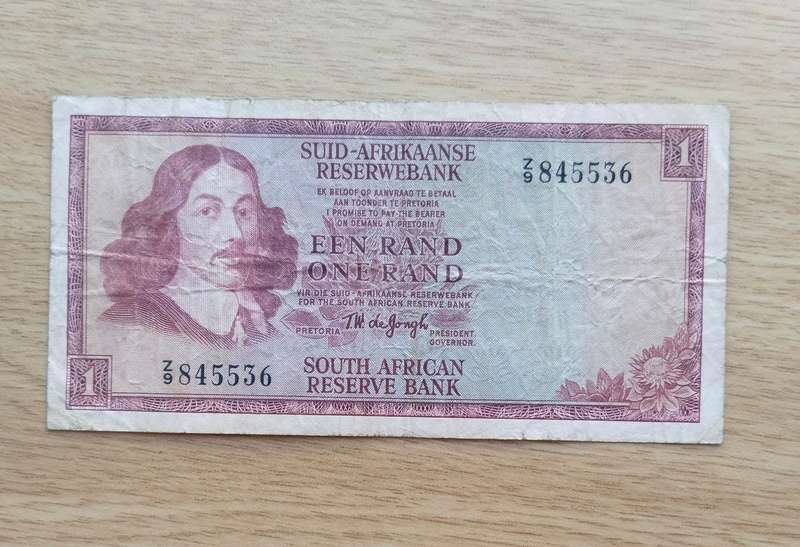 SUID-AFRIKAANSE
RESERWEBANK
EK BELOOF OP AANVRAAG TE BETAAL
AAN TOONDER TE PRETORIA
I PROMISE TO PAY THE BEARER
ON DEMAND AT PRETORIA
EEN RAND
ONE RAND
VIR DIE SUID-AFRIKAANSE RESERWEBANK
FOR THE SOUTH AFRICAN RESERVE BANK
PRETORIA T.W. de Jongh PRESIDENT.
GOVERNOR.
SOUTH AFRICAN
RESERVE BANK
Z/9 845536
1
Z/9 845536
1